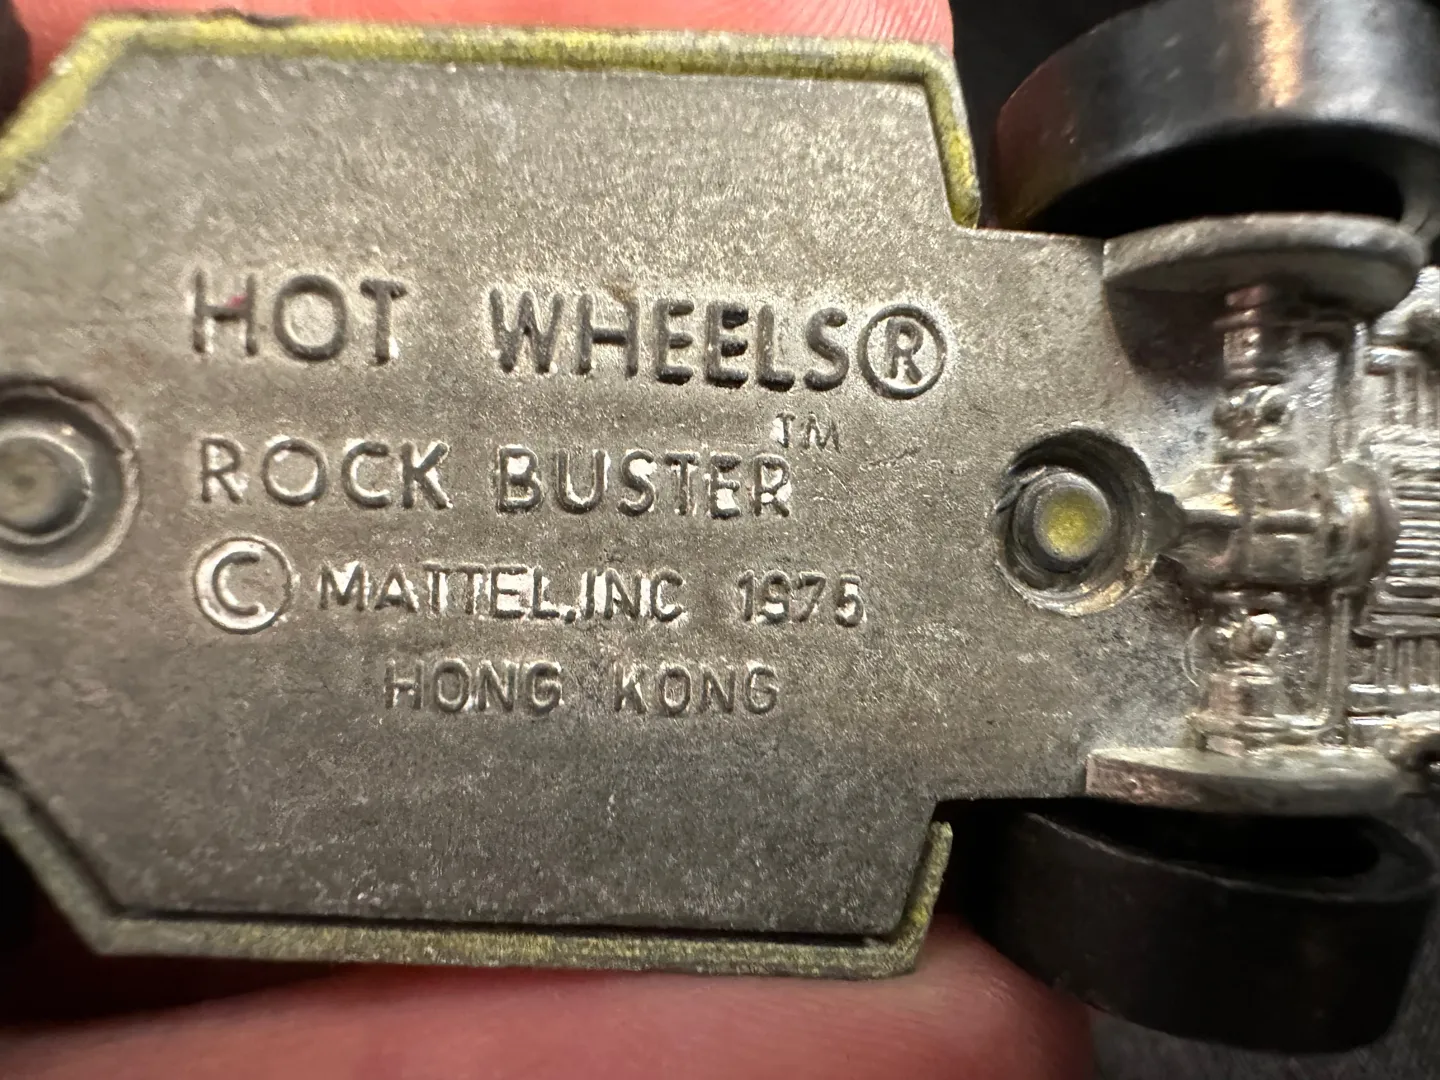 HOT WHEELS®
ROCK BUSTER™
© MATTEL, INC 1975
HONG KONG